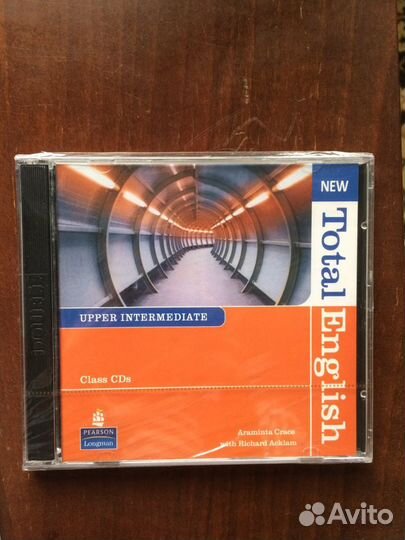 NEW
Total English
UPPER INTERMEDIATE
Class CDs
PEARSON
Longman
Araminta Crace
with Richard Acklam
Avito